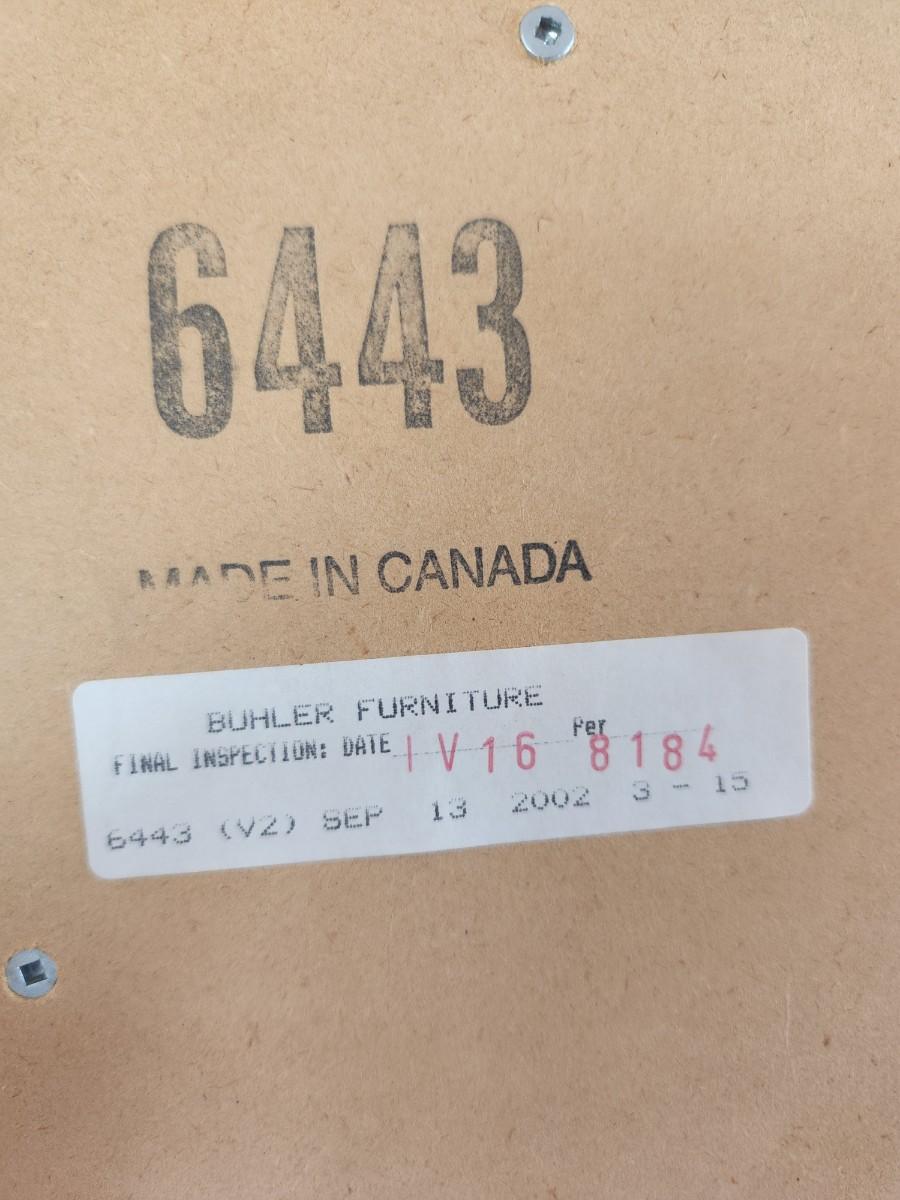 6443
MADE IN CANADA
BUHLER FURNITURE
FINAL INSPECTION: DATE IV16 Per 8184
6443 (V2) SEP 13 2002 3 - 15